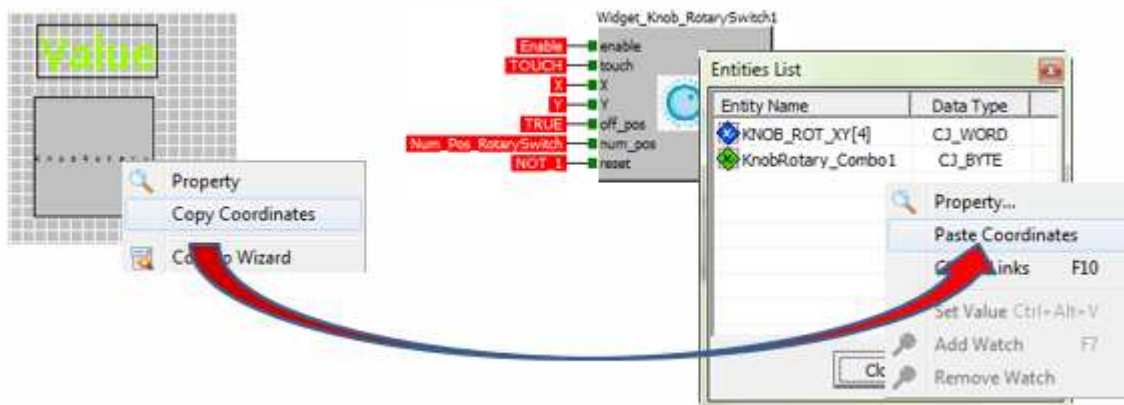 Value
KnobRotary
Property
Copy Coordinates
Wizard
Widget_Knob_RotarySwitch1
Enable
enable
TOUCH
touch
X
X
Y
Y
TRUE
off_pos
Num_Pos_RotarySwitch
num_pos
NOT_1
reset
Entities List
Entity Name Data Type
KNOB_ROT_XY[4] CJ_WORD
KnobRotary_Combo1 CJ_BYTE
Property...
Paste Coordinates
Links F10
Set Value Ctrl+Alt+V
Add Watch F7
Remove Watch